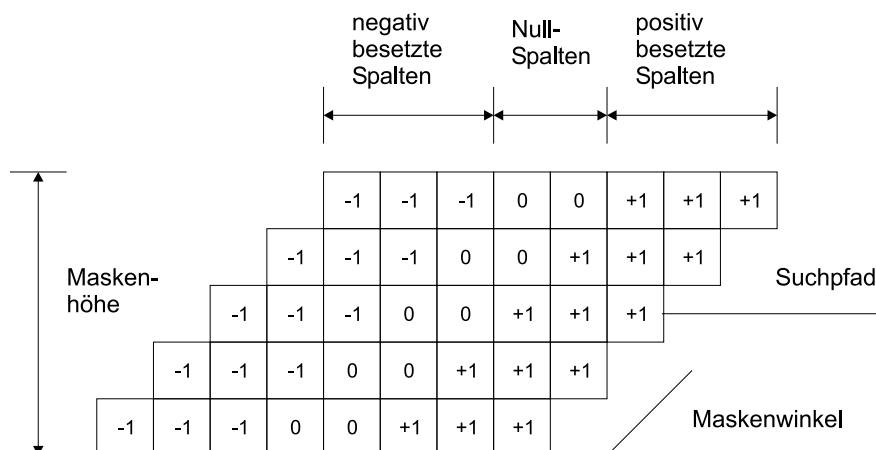 negativ
besetzte
Spalten
Null-
Spalten
positiv
besetzte
Spalten
-1 -1 -1 0 0 +1 +1 +1
-1 -1 -1 0 0 +1 +1 +1
Masken-
höhe
Suchpfad
-1 -1 -1 0 0 +1 +1 +1
-1 -1 -1 0 0 +1 +1 +1
-1 -1 -1 0 0 +1 +1 +1
Maskenwinkel